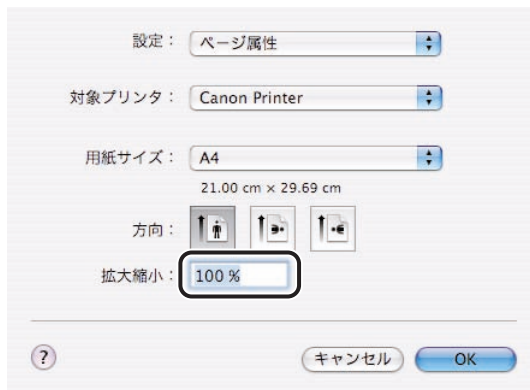 設定： ページ属性
対象プリンタ： Canon Printer
用紙サイズ： A4
21.00 cm × 29.69 cm
方向：
拡大縮小： 100 %
? キャンセル OK